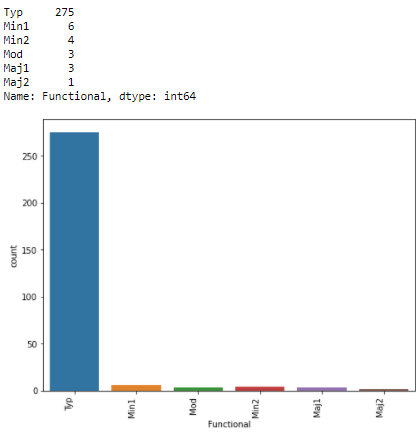 Typ 275
Min1 6
Min2 4
Mod 3
Maj1 3
Maj2 1
Name: Functional, dtype: int64
250
200
150
100
50
0
count
Typ
Min1
Mod
Min2
Maj1
Maj2
Functional